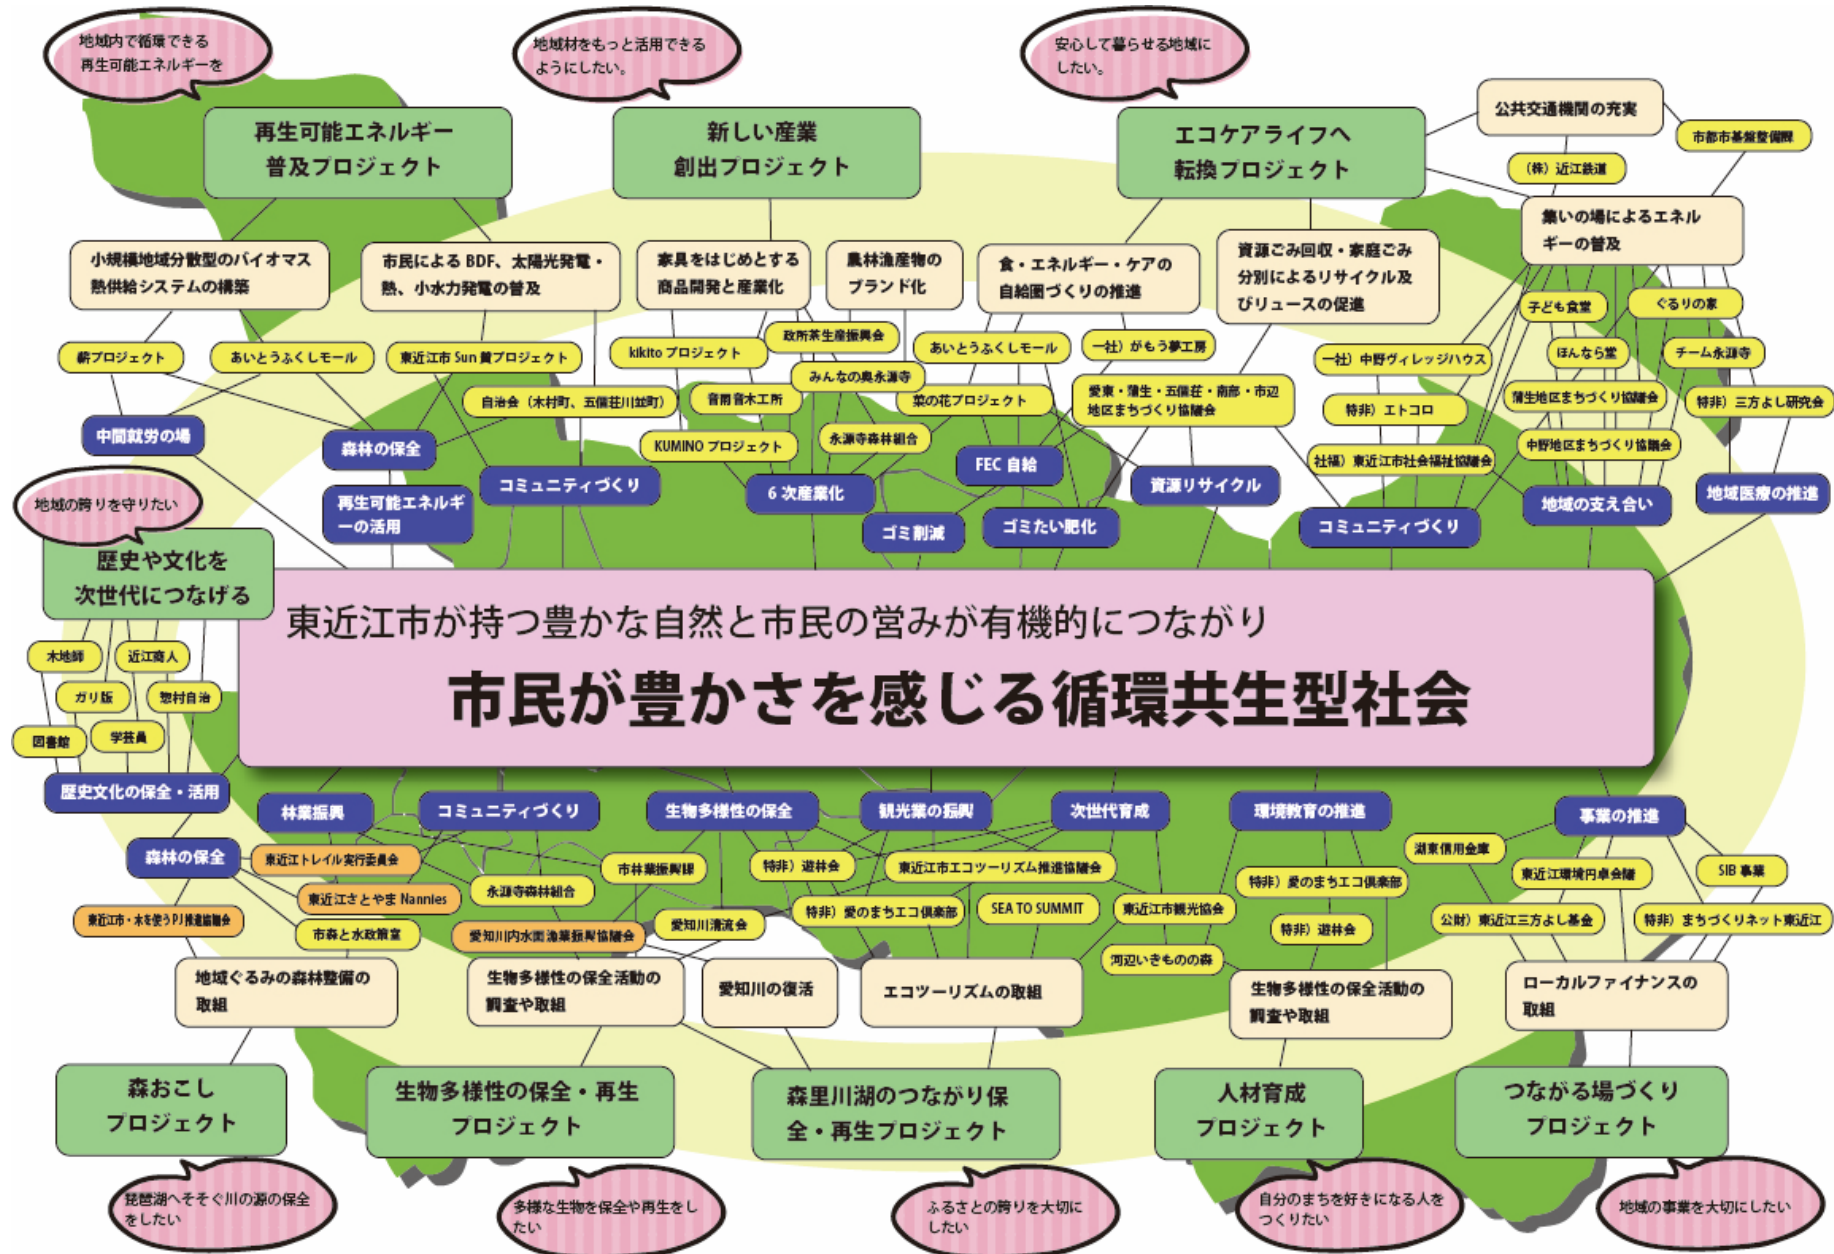 地域内で循環できる
再生可能エネルギーを
地域材をもっと活用できる
ようにしたい。
安心して暮らせる地域に
したい。
再生可能エネルギー
普及プロジェクト
新しい産業
創出プロジェクト
エコケアライフへ
転換プロジェクト
公共交通機関の充実
市都市基盤整備課
（株）近江鉄道
集いの場によるエネル
ギーの普及
小規模地域分散型のバイオマス
熱供給システムの構築
市民による BDF、太陽光発電・
熱、小水力発電の普及
家具をはじめとする
商品開発と産業化
農林漁産物の
ブランド化
食・エネルギー・ケアの
自給圏づくりの推進
資源ごみ回収・家庭ごみ
分別によるリサイクル及
びリュースの促進
子ども食堂
ぐるりの家
薪プロジェクト
あいとうふくしモール
東近江市 Sun 賛プロジェクト
kikito プロジェクト
政所茶生産振興会
あいとうふくしモール
一社）がもう夢工房
一社）中野ヴィレッジハウス
ほんなら堂
チーム永源寺
みんなの奥永源寺
自治会（木村町、五個荘川並町）
音雨音木工所
菜の花プロジェクト
愛東・蒲生・五個荘・南部・市辺
地区まちづくり協議会
特非）エトコロ
蒲生地区まちづくり協議会
特非）三方よし研究会
中間就労の場
森林の保全
KUMINO プロジェクト
永源寺森林組合
FEC 自給
社福）東近江市社会福祉協議会
中野地区まちづくり協議会
コミュニティづくり
6 次産業化
資源リサイクル
地域の支え合い
地域医療の推進
再生可能エネルギ
ーの活用
ゴミ削減
ゴミたい肥化
コミュニティづくり
地域の誇りを守りたい
歴史や文化を
次世代につなげる
東近江市が持つ豊かな自然と市民の営みが有機的につながり
市民が豊かさを感じる循環共生型社会
木地師
近江商人
ガリ版
惣村自治
図書館
学芸員
歴史文化の保全・活用
林業振興
コミュニティづくり
生物多様性の保全
観光業の振興
次世代育成
環境教育の推進
事業の推進
森林の保全
東近江トレイル実行委員会
東近江さとやま Nannies
永源寺森林組合
市林業振興課
特非）遊林会
東近江市エコツーリズム推進協議会
特非）愛のまちエコ倶楽部
湖東信用金庫
東近江環境円卓会議
SIB 事業
東近江市・木を使うPJ推進協議会
市森と水政策室
愛知川内水面漁業振興協議会
愛知川清流会
特非）愛のまちエコ倶楽部
SEA TO SUMMIT
東近江市観光協会
特非）遊林会
公財）東近江三方よし基金
特非）まちづくりネット東近江
河辺いきものの森
地域ぐるみの森林整備の
取組
生物多様性の保全活動の
調査や取組
愛知川の復活
エコツーリズムの取組
生物多様性の保全活動の
調査や取組
ローカルファイナンスの
取組
森おこし
プロジェクト
生物多様性の保全・再生
プロジェクト
森里川湖のつながり保
全・再生プロジェクト
人材育成
プロジェクト
つながる場づくり
プロジェクト
琵琶湖へそそぐ川の源の保全
をしたい
多様な生物を保全や再生をし
たい
ふるさとの誇りを大切に
したい
自分のまちを好きになる人を
つくりたい
地域の事業を大切にしたい